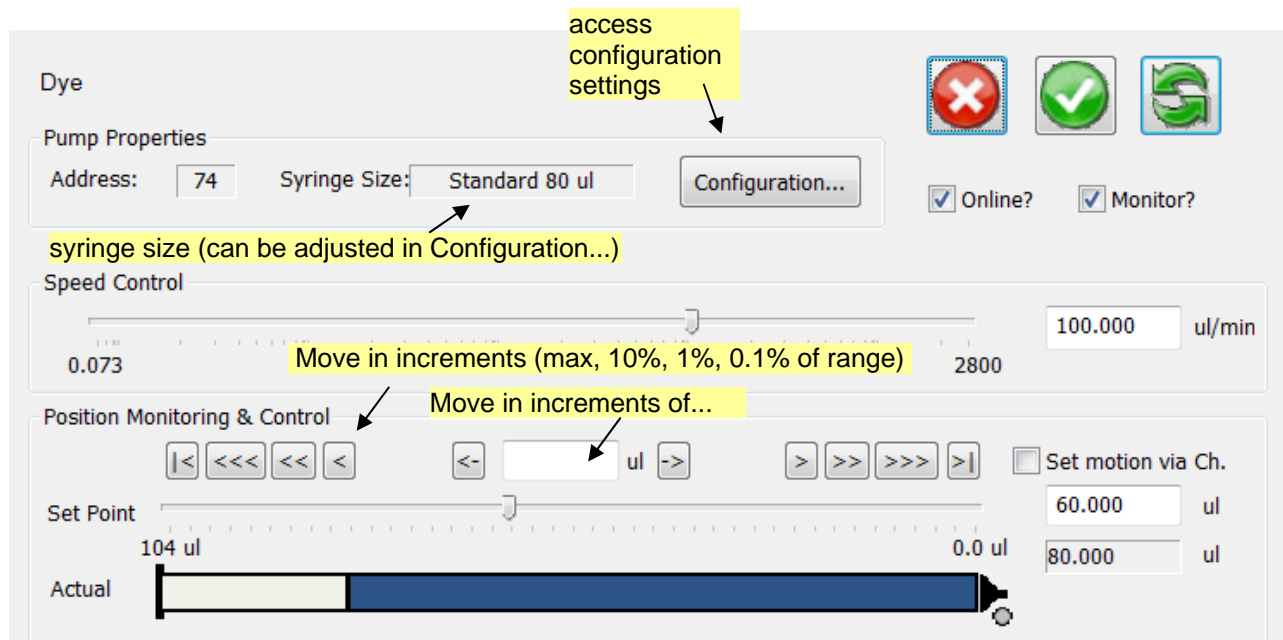 access
configuration
settings
Dye
Pump Properties
Address: 74 Syringe Size: Standard 80 ul Configuration...
Online? Monitor?
syringe size (can be adjusted in Configuration...)
Speed Control
100.000 ul/min
0.073 2800
Move in increments (max, 10%, 1%, 0.1% of range)
Move in increments of...
Position Monitoring & Control
|< <<< << < <- ul -> > >> >>> >| Set motion via Ch.
Set Point 60.000 ul
104 ul 0.0 ul
80.000 ul
Actual